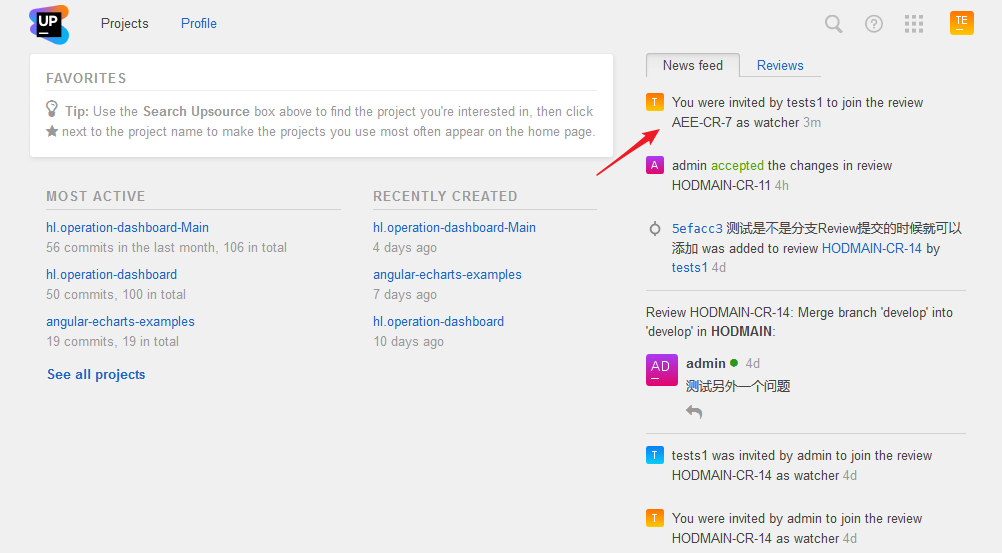 UP
Projects
Profile
TE
FAVORITES
Tip: Use the Search Upsource box above to find the project you're interested in, then click
next to the project name to make the projects you use most often appear on the home page.
MOST ACTIVE
hl.operation-dashboard-Main
56 commits in the last month, 106 in total
hl.operation-dashboard
50 commits, 100 in total
angular-echarts-examples
19 commits, 19 in total
See all projects
RECENTLY CREATED
hl.operation-dashboard-Main
4 days ago
angular-echarts-examples
7 days ago
hl.operation-dashboard
10 days ago
News feed
Reviews
T
You were invited by tests1 to join the review
AEE-CR-7 as watcher 3m
A
admin accepted the changes in review
HODMAIN-CR-11 4h
5efacc3 测试是不是分支Review提交的时候就可以
添加 was added to review HODMAIN-CR-14 by
tests1 4d
Review HODMAIN-CR-14: Merge branch 'develop' into
'develop' in HODMAIN:
AD
admin 4d
测试另外一个问题
T
tests1 was invited by admin to join the review
HODMAIN-CR-14 as watcher 4d
T
You were invited by admin to join the review
HODMAIN-CR-14 as watcher 4d